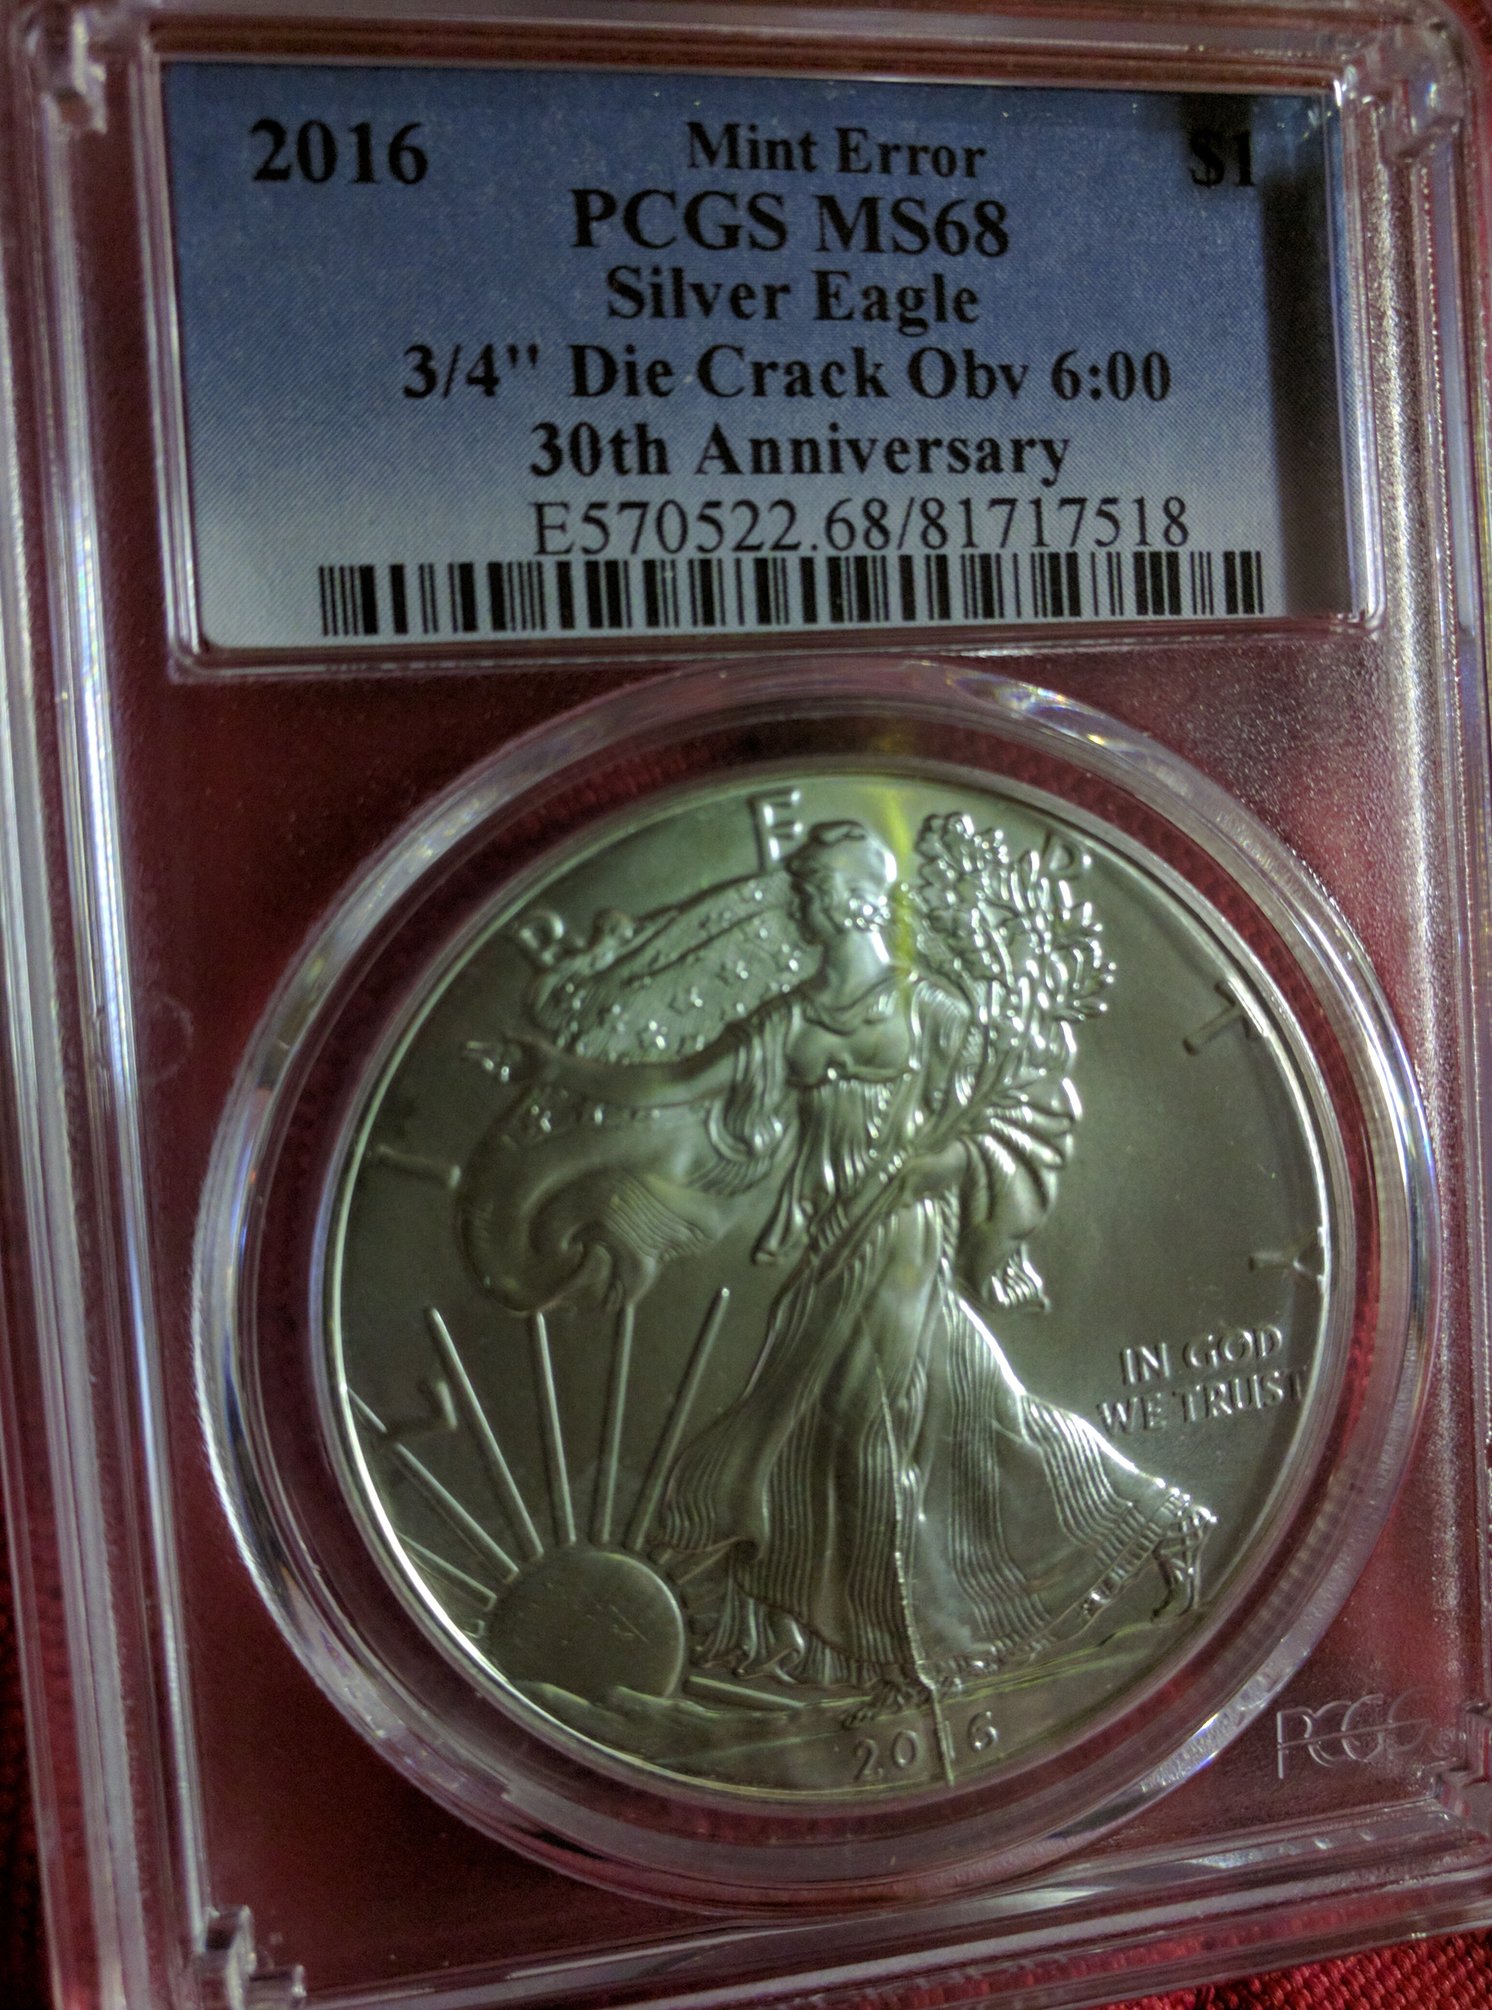 2016 Mint Error $1
PCGS MS68
Silver Eagle
3/4" Die Crack Obv 6:00
30th Anniversary
E570522.68/81717518
L I B E R T Y
IN GOD
WE TRUST
2016
PCGS